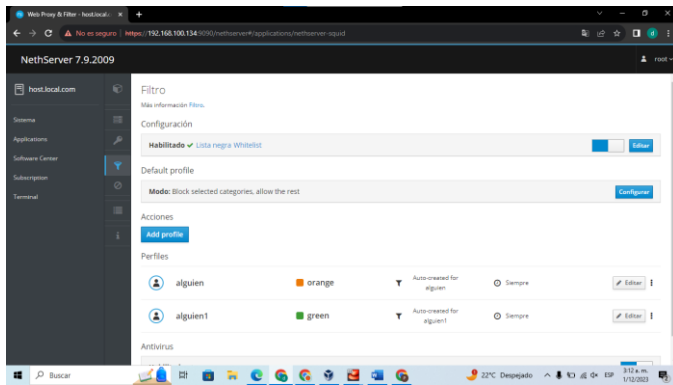 Web Proxy & Filter - host.local.c
No es seguro | https://192.168.100.134:9090/nethserver#/applications/nethserver-squid
NethServer 7.9.2009
root
host.local.com
Sistema
Applications
Software Center
Subscription
Terminal
Filtro
Más información Filtro.
Configuración
Habilitado ✔ Lista negra Whitelist
Editar
Default profile
Modo: Block selected categories, allow the rest
Configurar
Acciones
Add profile
Perfiles
alguien orange Auto-created for alguien Siempre Editar
alguien1 green Auto-created for alguien1 Siempre Editar
Antivirus
Buscar
22°C Despejado
ESP
3:12 a. m.
1/12/2023